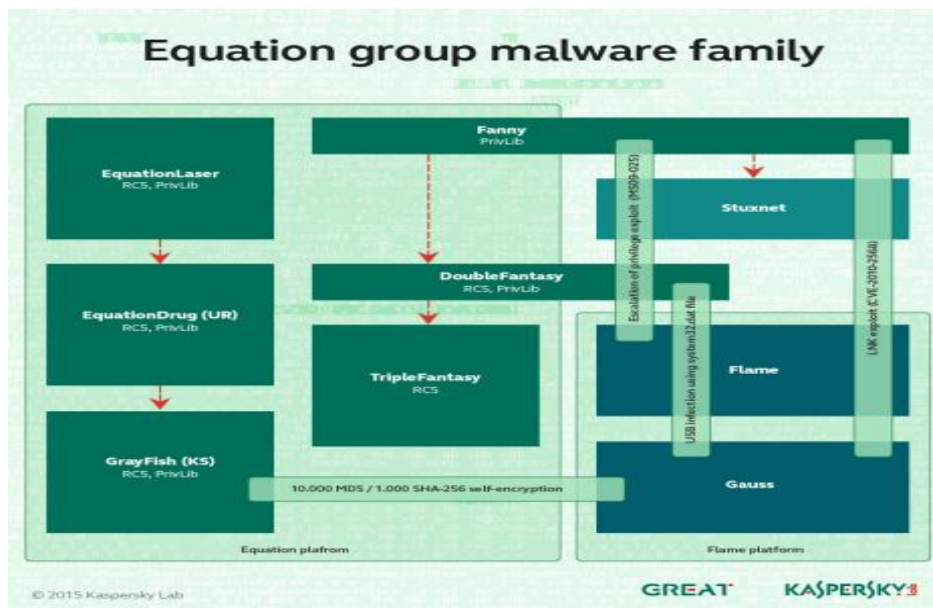 Equation group malware family
EquationLaser
RC5, PrivLib
Fanny
PrivLib
Stuxnet
EquationDrug (UR)
RC5, PrivLib
DoubleFantasy
RC5, PrivLib
TripleFantasy
RC5
Flame
GrayFish (KS)
RC5, PrivLib
Gauss
Escalation of privilege exploit (MS09-025)
USB infection using system32.dat file
LNK exploit (CVE-2010-2568)
10.000 MD5 / 1.000 SHA-256 self-encryption
Equation plafrom
Flame platform
© 2015 Kaspersky Lab
GREAT
KASPERSKY lab